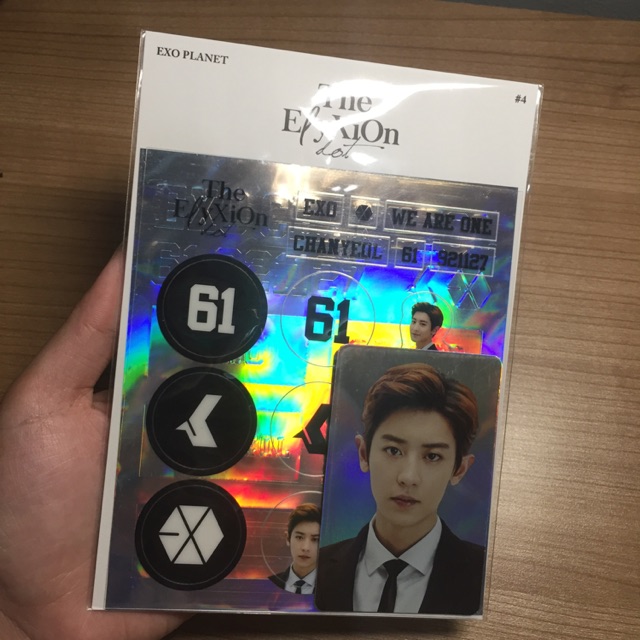 EXO PLANET
#4
The
ElyXiOn
dot
The
ElyXiOn
dot
EXO WE ARE ONE
CHANYEOL 61 921127
61 61